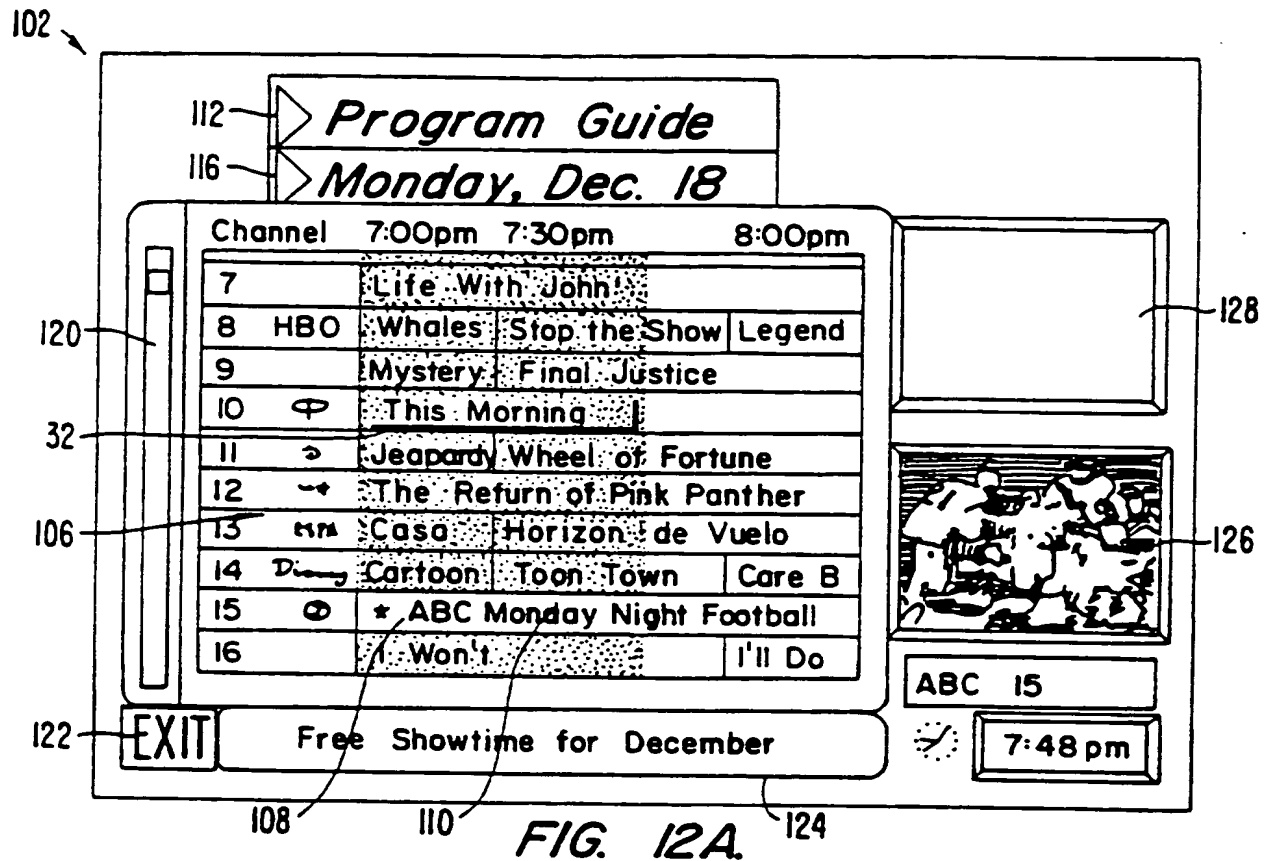 102
112
Program Guide
116
Monday, Dec. 18
Channel 7:00pm 7:30pm 8:00pm
7 Life With John
8 HBO Whales Stop the Show Legend
128
120
9 Mystery Final Justice
10 This Morning
32
11 Jeapardy Wheel of Fortune
12 The Return of Pink Panther
106
13 Casa Horizon de Vuelo
126
14 Disney Cartoon Toon Town Care B
15 * ABC Monday Night Football
16 I Won't I'll Do
ABC 15
122
EXIT
Free Showtime for December
7:48pm
108 110 124
FIG. 12A.